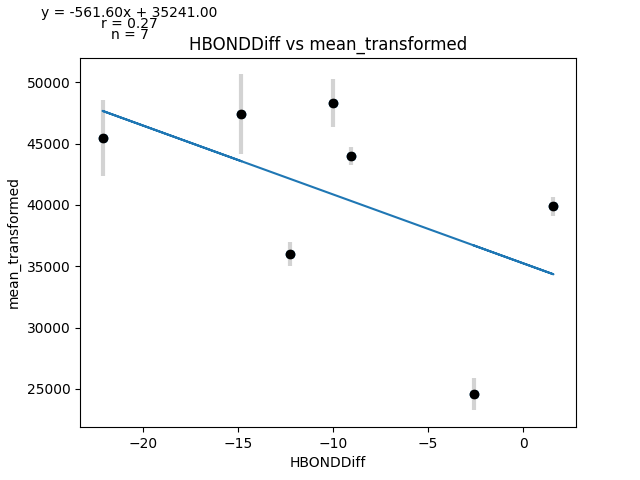 y = -561.60x + 35241.00
r = 0.27
n = 7
HBONDDiff vs mean_transformed
50000
45000
40000
35000
30000
25000
mean_transformed
−20
−15
−10
−5
0
HBONDDiff